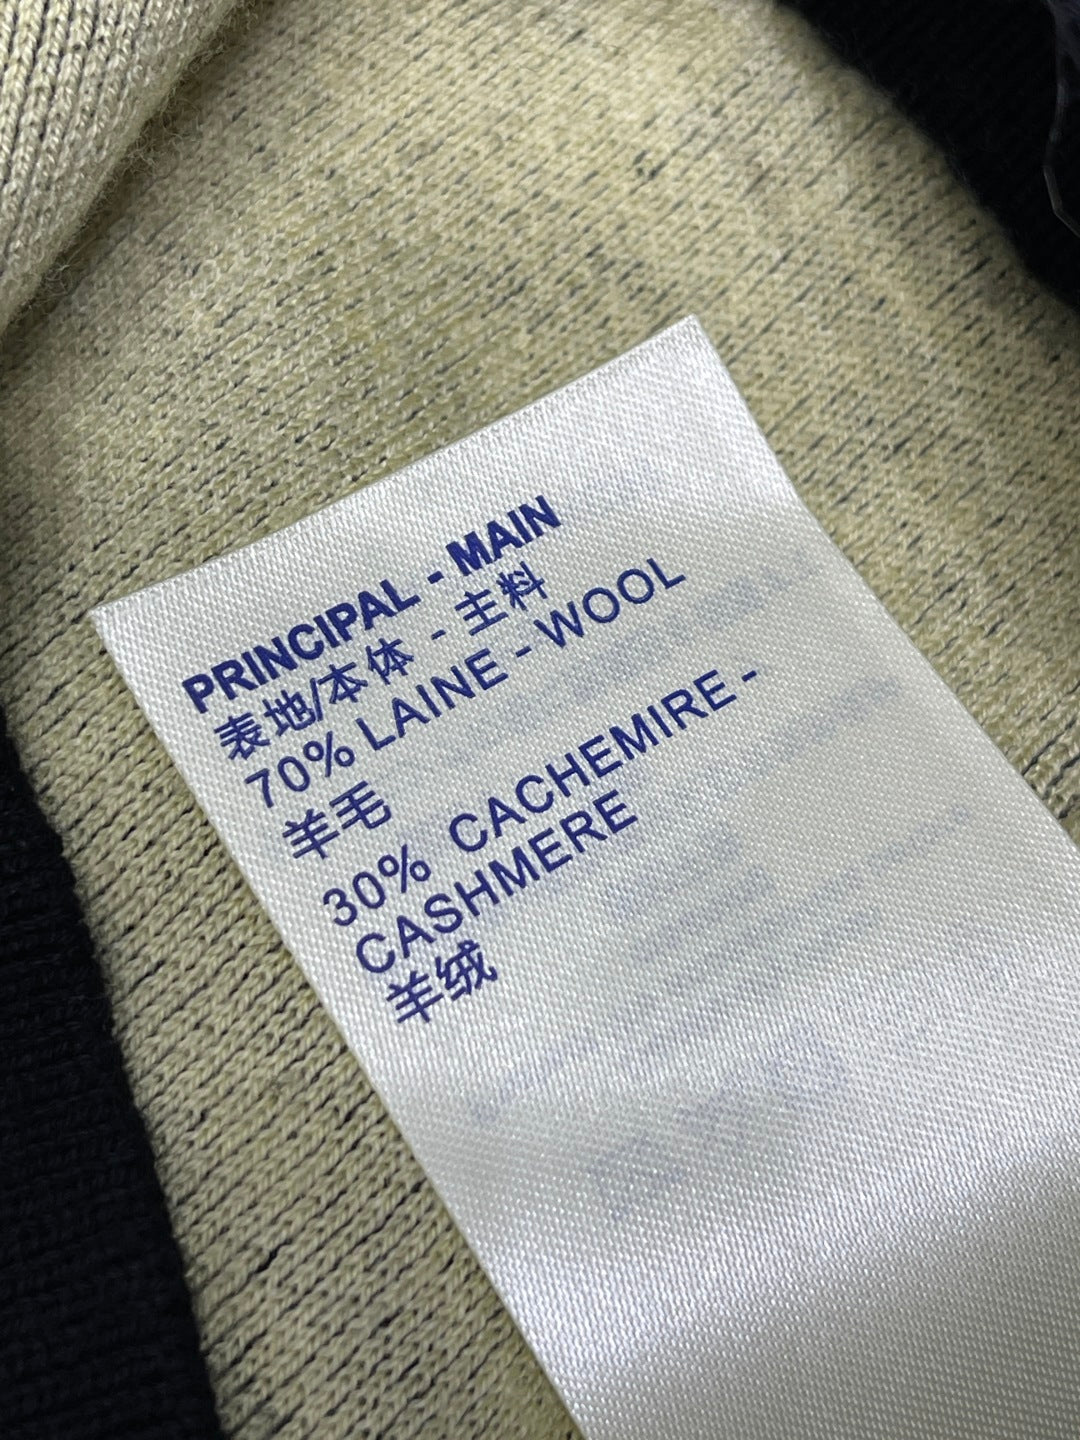 PRINCIPAL - MAIN
表地/本体 - 主料
70% LAINE - WOOL
羊毛
30% CACHEMIRE -
CASHMERE
羊绒